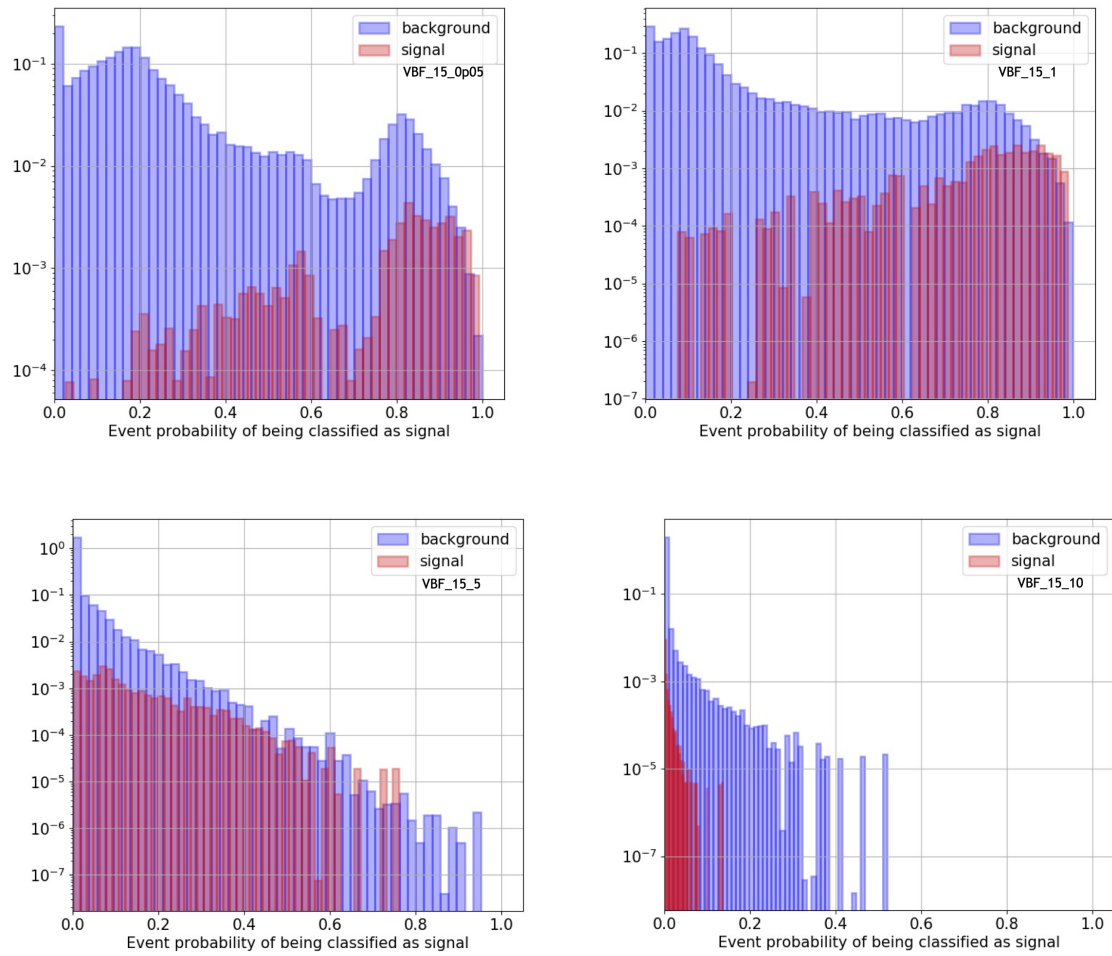 background
signal
VBF_15_0p05
10⁻¹
10⁻²
10⁻³
10⁻⁴
0.0 0.2 0.4 0.6 0.8 1.0
Event probability of being classified as signal
background
signal
VBF_15_1
10⁻¹
10⁻²
10⁻³
10⁻⁴
10⁻⁵
10⁻⁶
10⁻⁷
0.0 0.2 0.4 0.6 0.8 1.0
Event probability of being classified as signal
background
signal
VBF_15_5
10⁰
10⁻¹
10⁻²
10⁻³
10⁻⁴
10⁻⁵
10⁻⁶
10⁻⁷
0.0 0.2 0.4 0.6 0.8 1.0
Event probability of being classified as signal
background
signal
VBF_15_10
10⁻¹
10⁻³
10⁻⁵
10⁻⁷
0.0 0.2 0.4 0.6 0.8 1.0
Event probability of being classified as signal